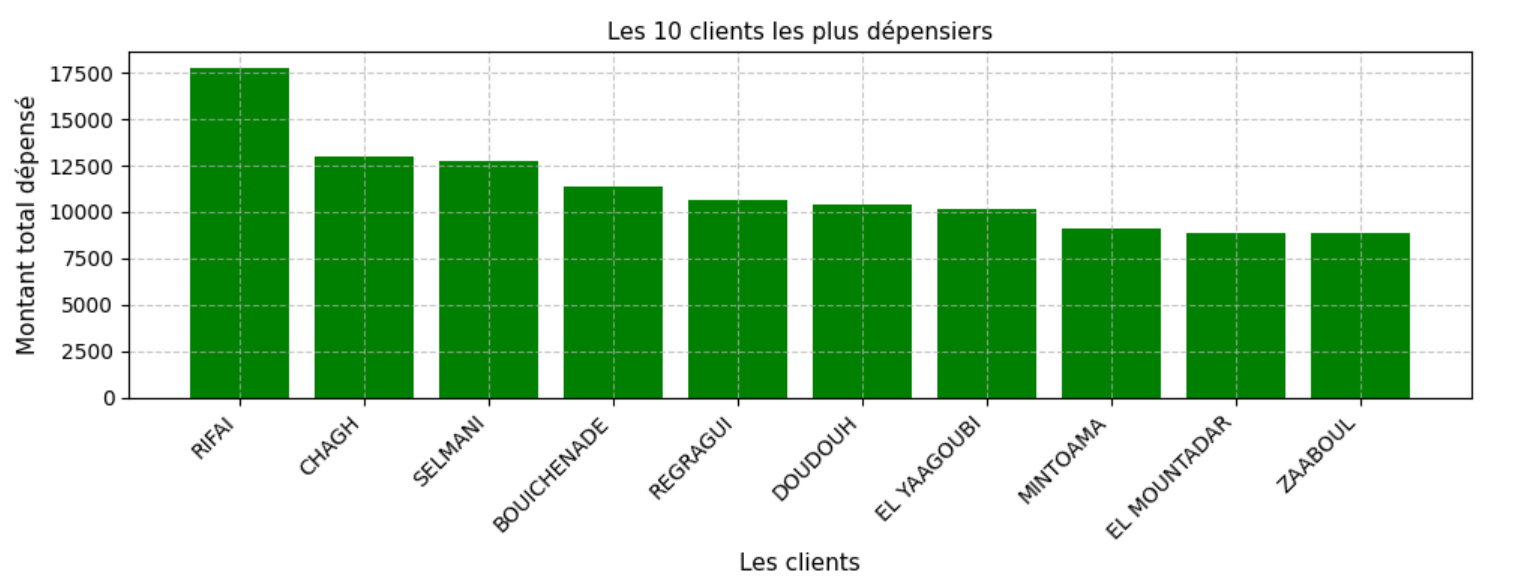 Les 10 clients les plus dépensiers
Montant total dépensé
17500
15000
12500
10000
7500
5000
2500
0
RIFAI
CHAGH
SELMANI
BOUICHENADE
REGRAGUI
DOUDOUH
EL YAAGOUBI
MINTOAMA
EL MOUNTADAR
ZAABOUL
Les clients